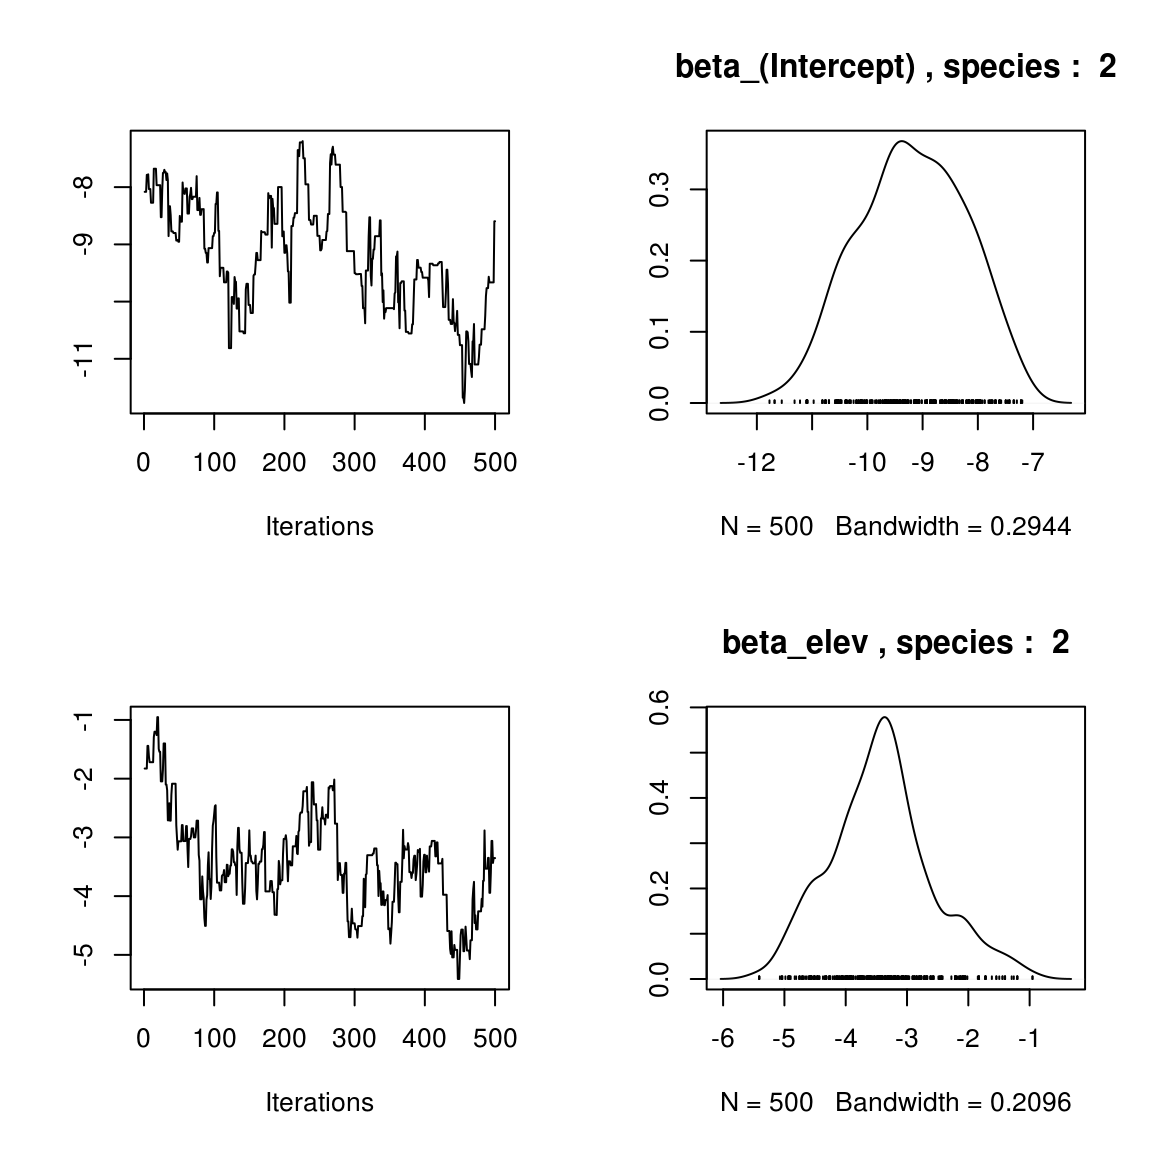 beta_(Intercept) , species :  2
-8
-9
-11
0 100 200 300 400 500
Iterations
0.3
0.2
0.1
0.0
-12 -10 -9 -8 -7
N = 500   Bandwidth = 0.2944
beta_elev , species :  2
-1
-2
-3
-4
-5
0 100 200 300 400 500
Iterations
0.6
0.4
0.2
0.0
-6 -5 -4 -3 -2 -1
N = 500   Bandwidth = 0.2096